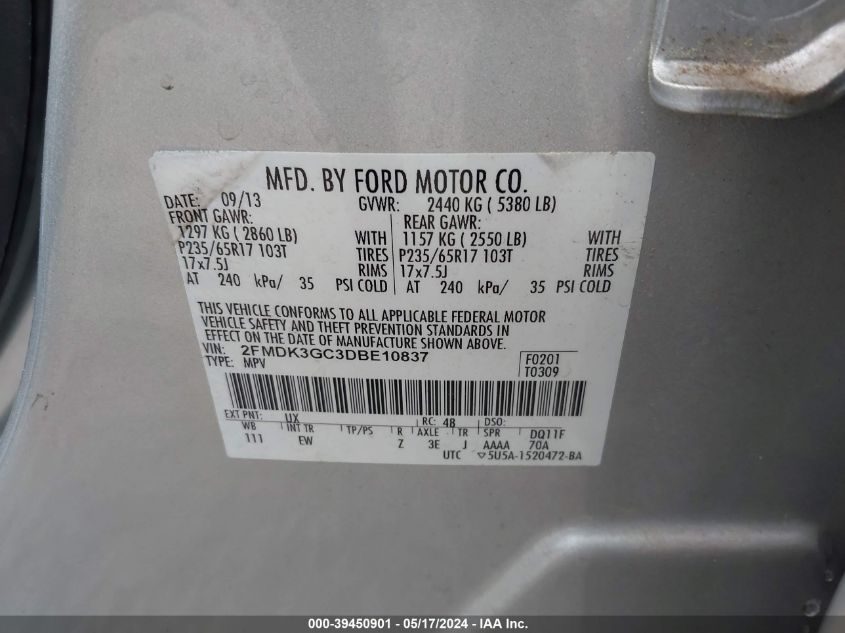 MFD. BY FORD MOTOR CO.
DATE: 09/13 GVWR: 2440 KG ( 5380 LB)
FRONT GAWR: REAR GAWR:
1297 KG ( 2860 LB) WITH 1157 KG ( 2550 LB) WITH
P235/65R17 103T TIRES P235/65R17 103T TIRES
17x7.5J RIMS 17x7.5J RIMS
AT 240 kPa/ 35 PSI COLD AT 240 kPa/ 35 PSI COLD
THIS VEHICLE CONFORMS TO ALL APPLICABLE FEDERAL MOTOR
VEHICLE SAFETY AND THEFT PREVENTION STANDARDS IN
EFFECT ON THE DATE OF MANUFACTURE SHOWN ABOVE.
VIN: 2FMDK3GC3DBE10837 F0201
TYPE: MPV T0309
EXT PNT: UX RC: 48 DSO:
WB INT TR TP/PS R AXLE TR SPR DQ11F
111 EW Z 3E J AAAA 70A
UTC ▽5U5A-1520472-BA
000-39450901 - 05/17/2024 - IAA Inc.